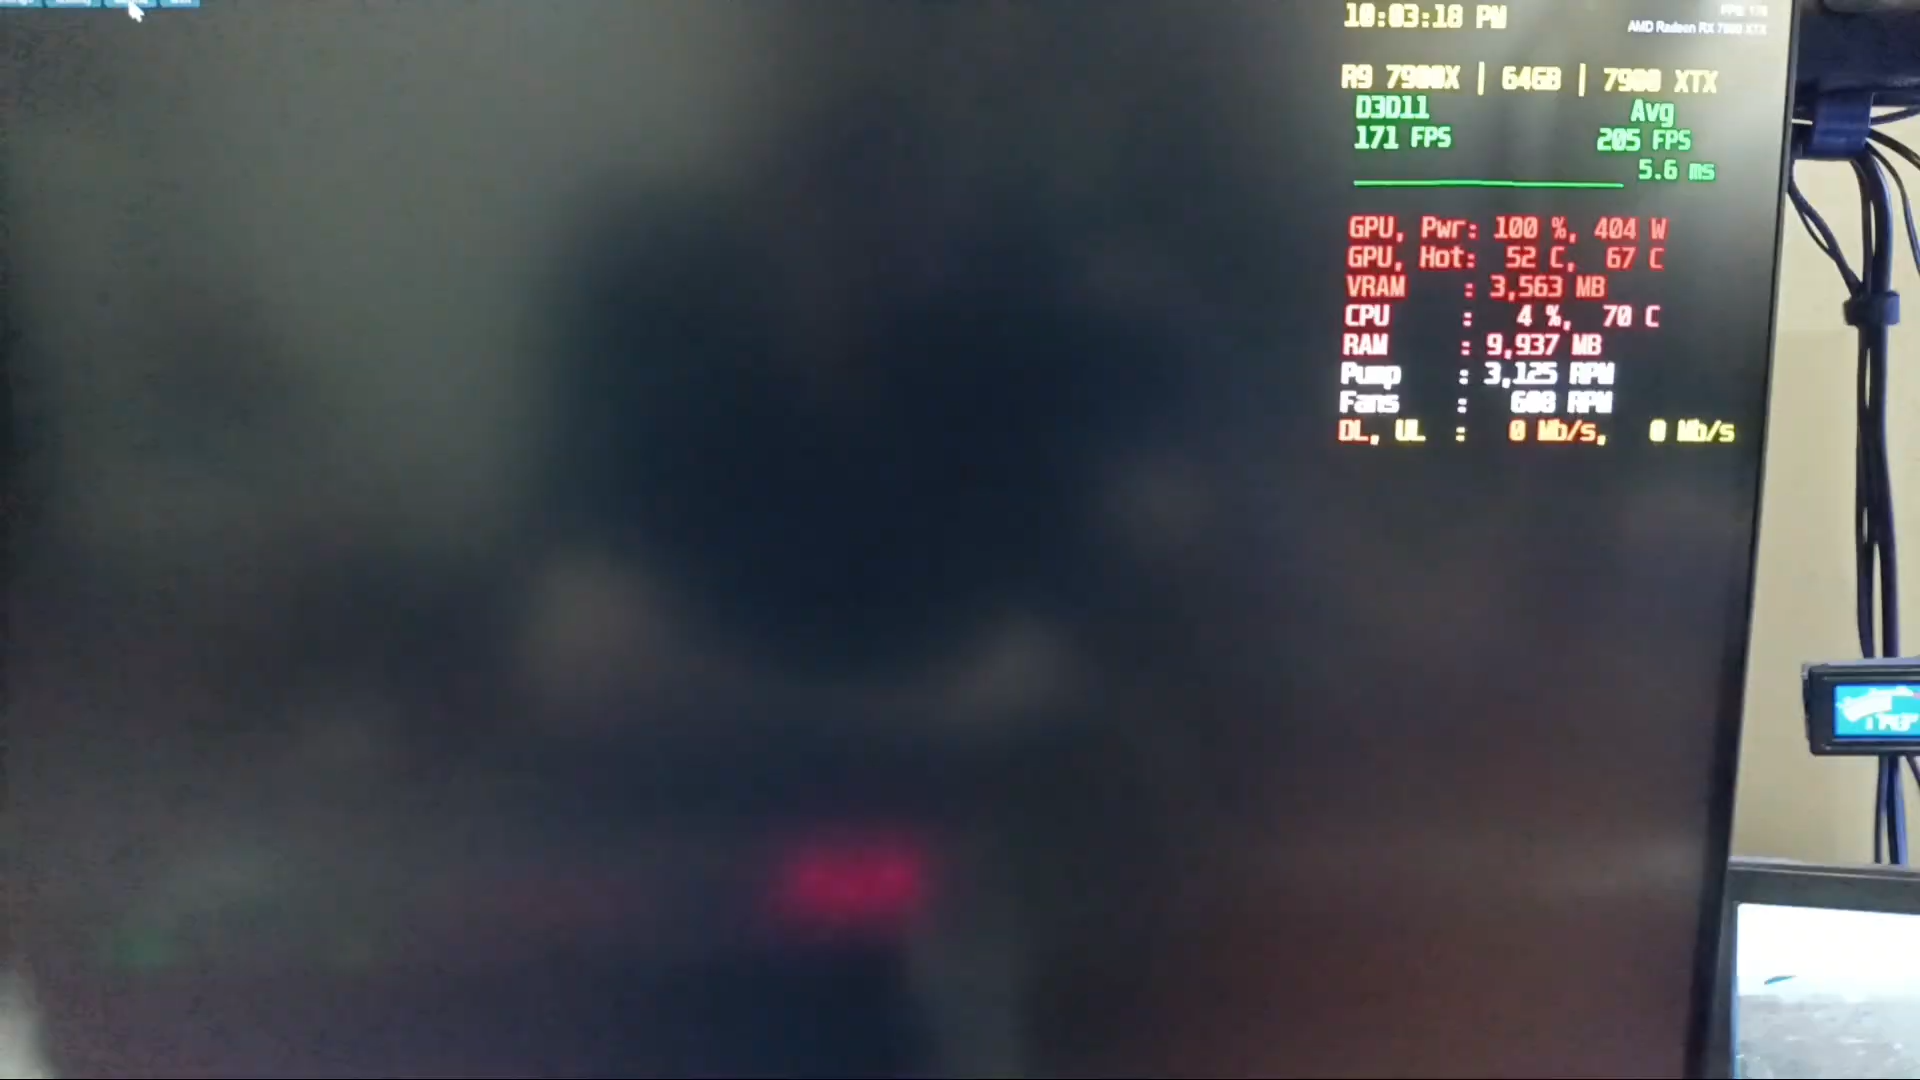 10:03:18 PM
AMD Radeon RX 7900 XTX
R9 7900X | 64GB | 7900 XTX
D3D11 Avg
171 FPS 205 FPS
5.6 ms
GPU, Pwr: 100 %, 404 W
GPU, Hot: 52 C, 67 C
VRAM : 3,563 MB
CPU : 4 %, 70 C
RAM : 9,937 MB
Pump : 3,125 RPM
Fans : 608 RPM
DL, UL : 0 Mb/s, 0 Mb/s